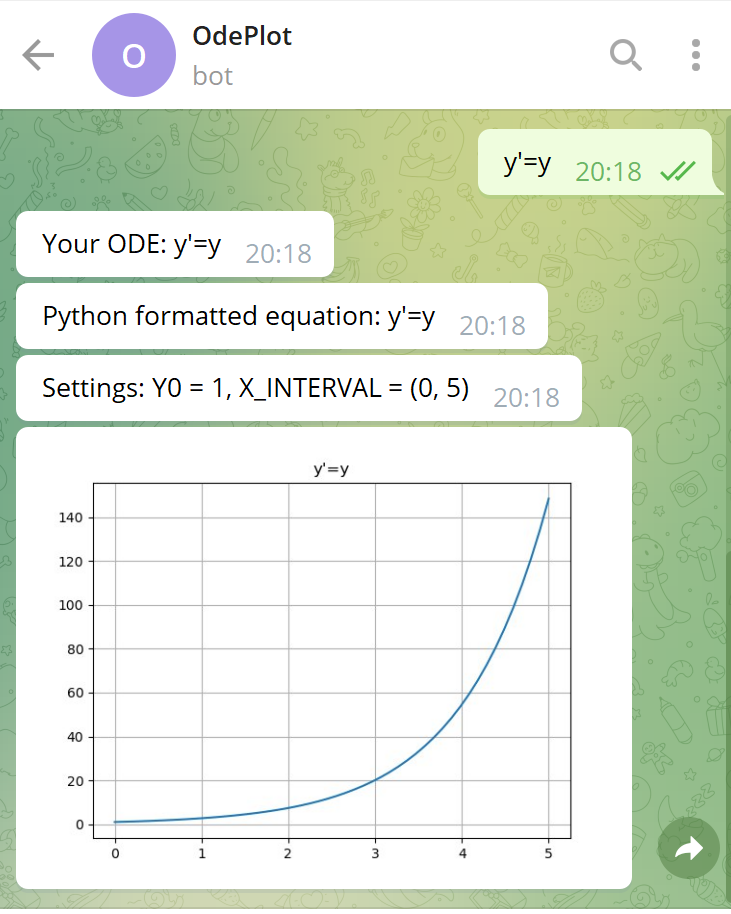 O
OdePlot
bot
y'=y 20:18
Your ODE: y'=y 20:18
Python formatted equation: y'=y 20:18
Settings: Y0 = 1, X_INTERVAL = (0, 5) 20:18
y'=y
140
120
100
80
60
40
20
0
0 1 2 3 4 5